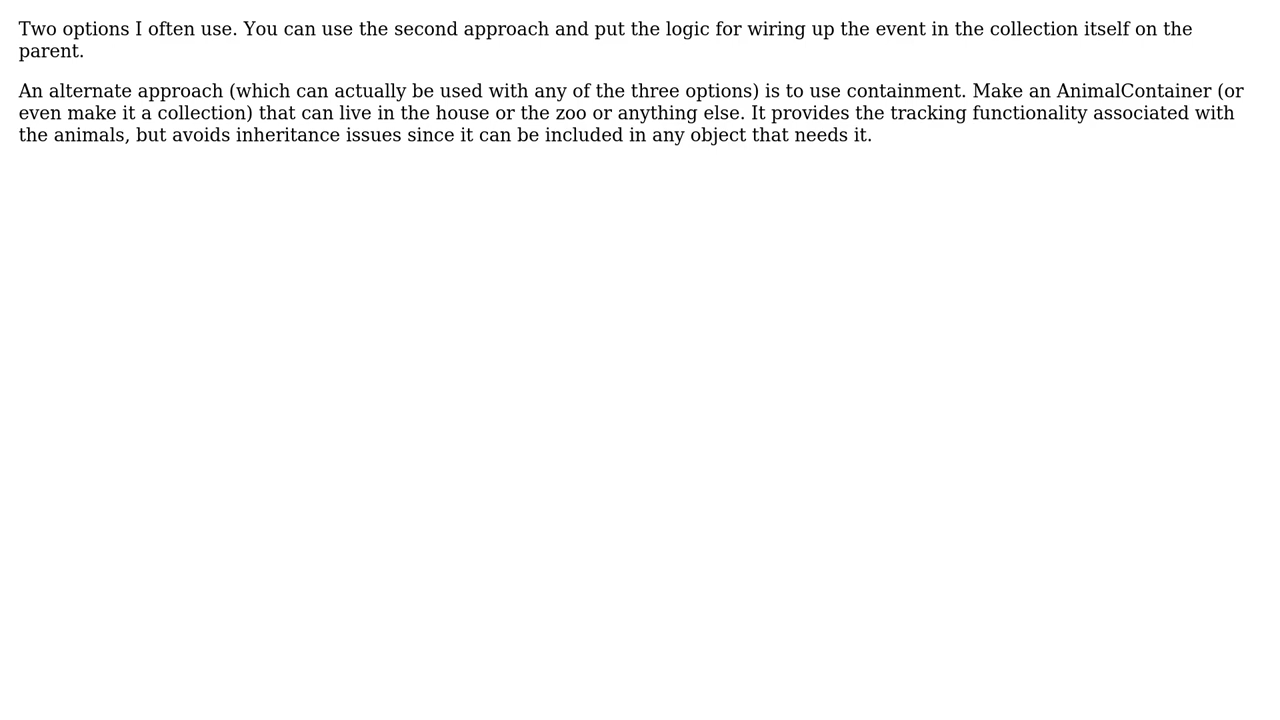 Two options I often use. You can use the second approach and put the logic for wiring up the event in the collection itself on the
parent.
An alternate approach (which can actually be used with any of the three options) is to use containment. Make an AnimalContainer (or
even make it a collection) that can live in the house or the zoo or anything else. It provides the tracking functionality associated with
the animals, but avoids inheritance issues since it can be included in any object that needs it.